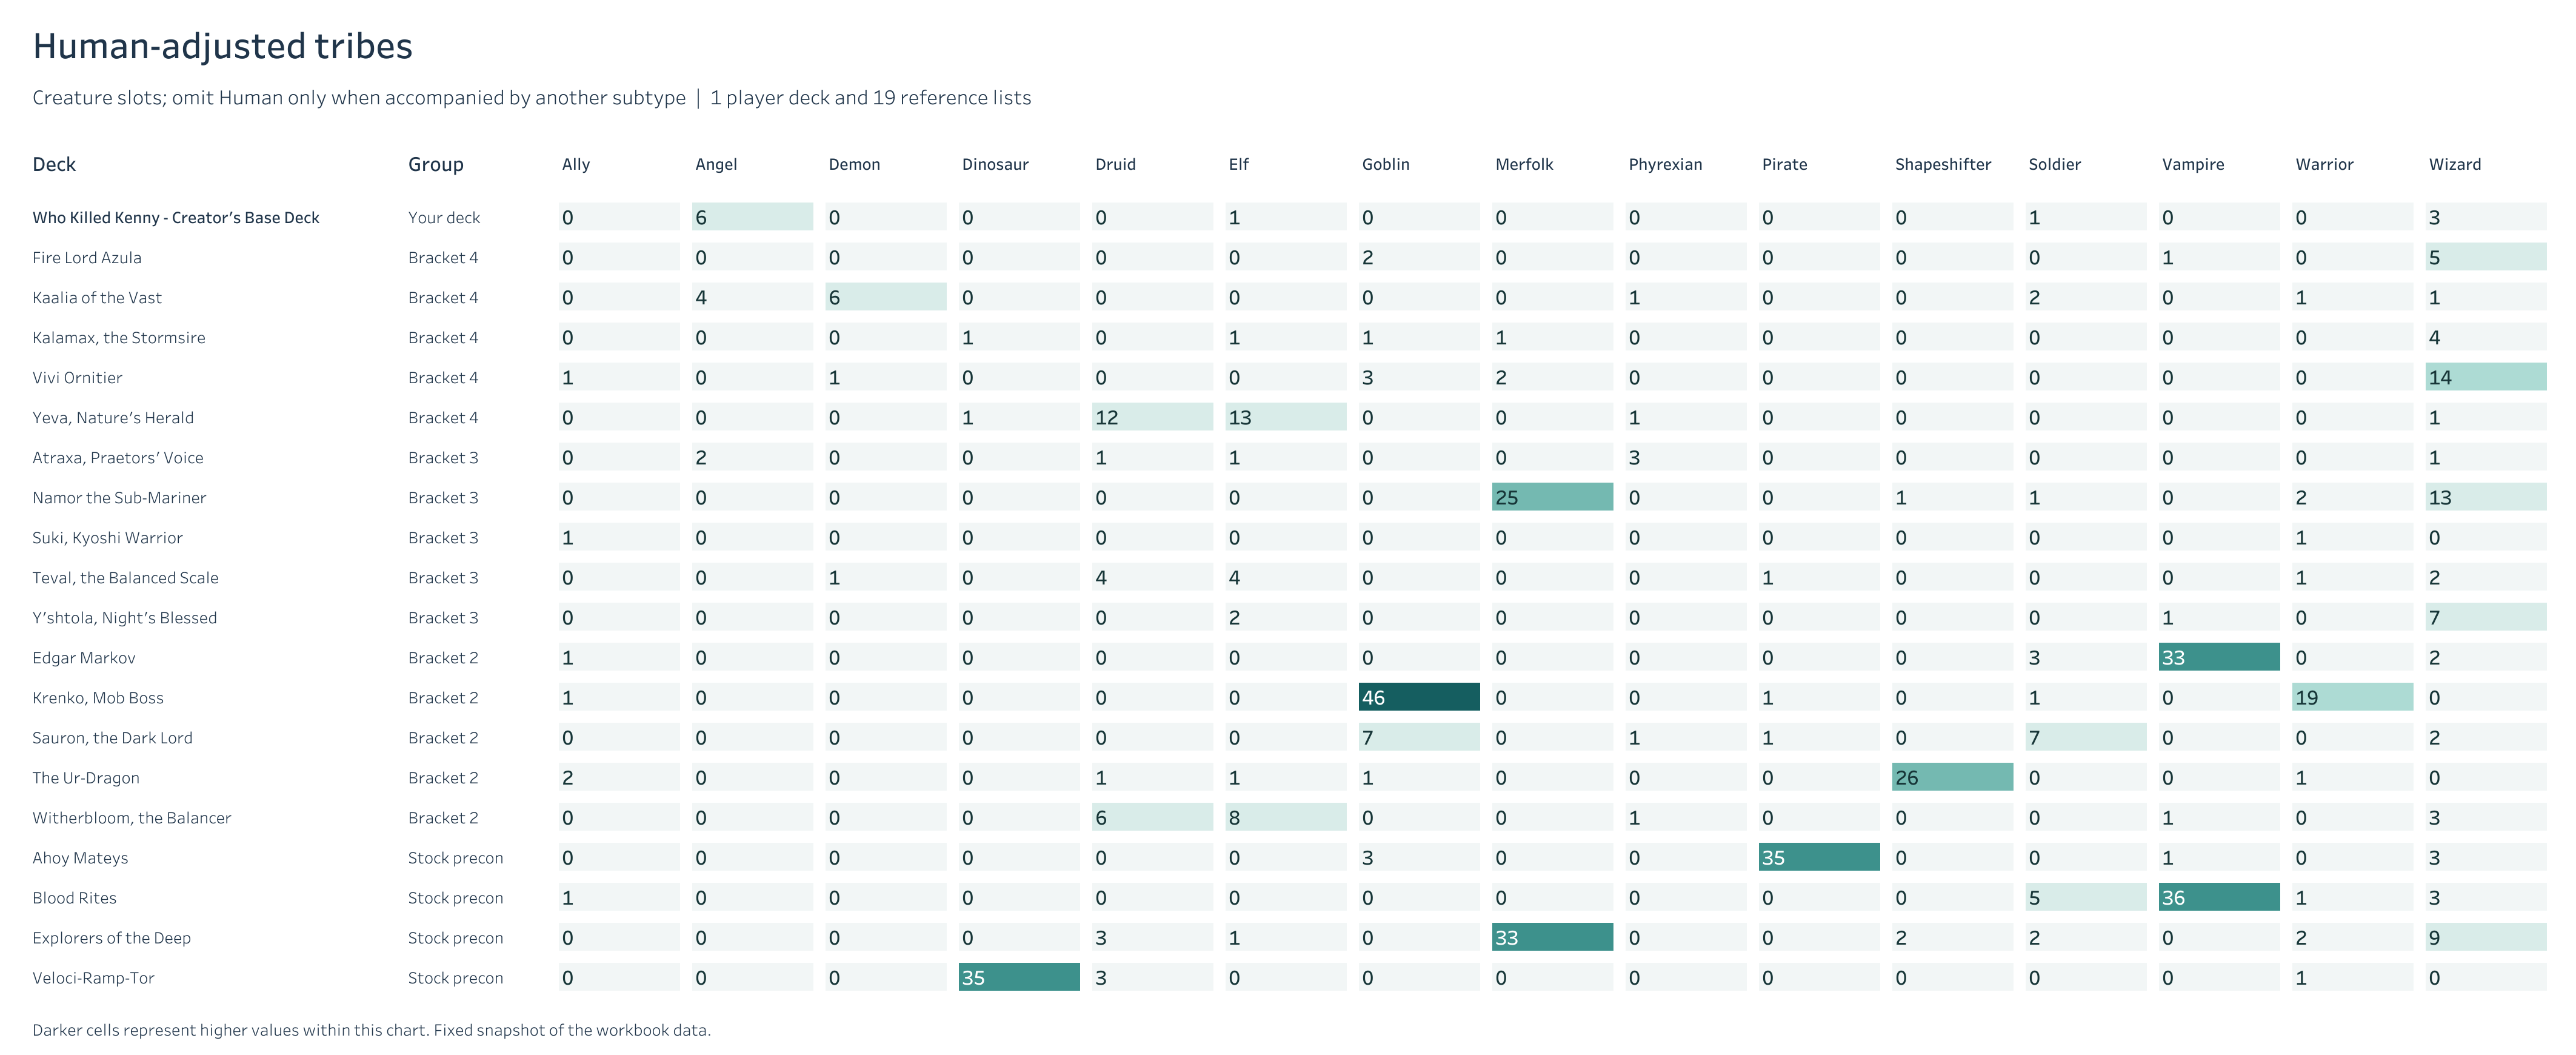 Human-adjusted tribes
Creature slots; omit Human only when accompanied by another subtype | 1 player deck and 19 reference lists
Deck Group Ally Angel Demon Dinosaur Druid Elf Goblin Merfolk Phyrexian Pirate Shapeshifter Soldier Vampire Warrior Wizard
Who Killed Kenny - Creator’s Base Deck Your deck 0 6 0 0 0 1 0 0 0 0 0 1 0 0 3
Fire Lord Azula Bracket 4 0 0 0 0 0 0 2 0 0 0 0 0 1 0 5
Kaalia of the Vast Bracket 4 0 4 6 0 0 0 0 0 1 0 0 2 0 1 1
Kalamax, the Stormsire Bracket 4 0 0 0 1 0 1 1 1 0 0 0 0 0 0 4
Vivi Ornitier Bracket 4 1 0 1 0 0 0 3 2 0 0 0 0 0 0 14
Yeva, Nature’s Herald Bracket 4 0 0 0 1 12 13 0 0 1 0 0 0 0 0 1
Atraxa, Praetors’ Voice Bracket 3 0 2 0 0 1 1 0 0 3 0 0 0 0 0 1
Namor the Sub-Mariner Bracket 3 0 0 0 0 0 0 0 25 0 0 1 1 0 2 13
Suki, Kyoshi Warrior Bracket 3 1 0 0 0 0 0 0 0 0 0 0 0 0 1 0
Teval, the Balanced Scale Bracket 3 0 0 1 0 4 4 0 0 0 1 0 0 0 1 2
Y’shtola, Night’s Blessed Bracket 3 0 0 0 0 0 2 0 0 0 0 0 0 1 0 7
Edgar Markov Bracket 2 1 0 0 0 0 0 0 0 0 0 0 3 33 0 2
Krenko, Mob Boss Bracket 2 1 0 0 0 0 0 46 0 0 1 0 1 0 19 0
Sauron, the Dark Lord Bracket 2 0 0 0 0 0 0 7 0 1 1 0 7 0 0 2
The Ur-Dragon Bracket 2 2 0 0 0 1 1 1 0 0 0 26 0 0 1 0
Witherbloom, the Balancer Bracket 2 0 0 0 0 6 8 0 0 1 0 0 0 1 0 3
Ahoy Mateys Stock precon 0 0 0 0 0 0 3 0 0 35 0 0 1 0 3
Blood Rites Stock precon 1 0 0 0 0 0 0 0 0 0 0 5 36 1 3
Explorers of the Deep Stock precon 0 0 0 0 3 1 0 33 0 0 2 2 0 2 9
Veloci-Ramp-Tor Stock precon 0 0 0 35 3 0 0 0 0 0 0 0 0 1 0
Darker cells represent higher values within this chart. Fixed snapshot of the workbook data.